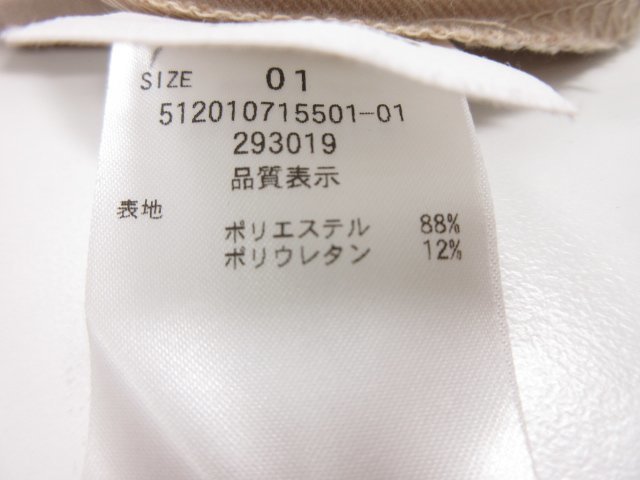 SIZE 01
512010715501-01
293019
品質表示
表地
ポリエステル 88%
ポリウレタン 12%